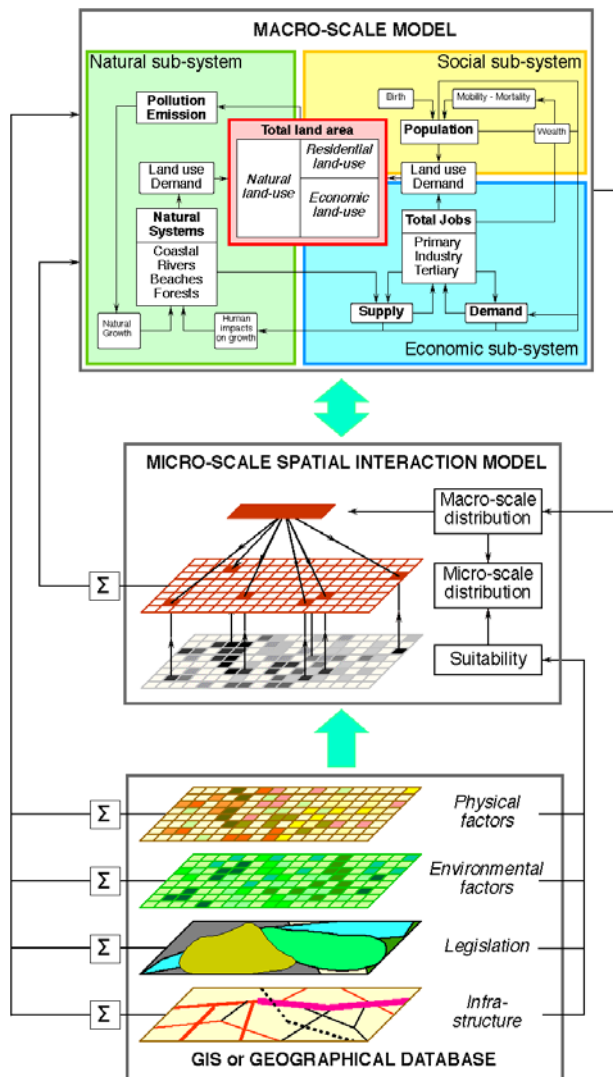 MACRO-SCALE MODEL
Natural sub-system
Social sub-system
Pollution
Emission
Birth
Mobility - Mortality
Total land area
Population
Wealth
Residential
land-use
Natural
land-use
Economic
land-use
Land use
Demand
Land use
Demand
Natural
Systems
Coastal
Rivers
Beaches
Forests
Total Jobs
Primary
Industry
Tertiary
Supply
Demand
Natural
Growth
Human
impacts
on growth
Economic sub-system
MICRO-SCALE SPATIAL INTERACTION MODEL
Macro-scale
distribution
Micro-scale
distribution
Σ
Suitability
Σ
Physical
factors
Σ
Environmental
factors
Σ
Legislation
Σ
Infra-
structure
GIS or GEOGRAPHICAL DATABASE